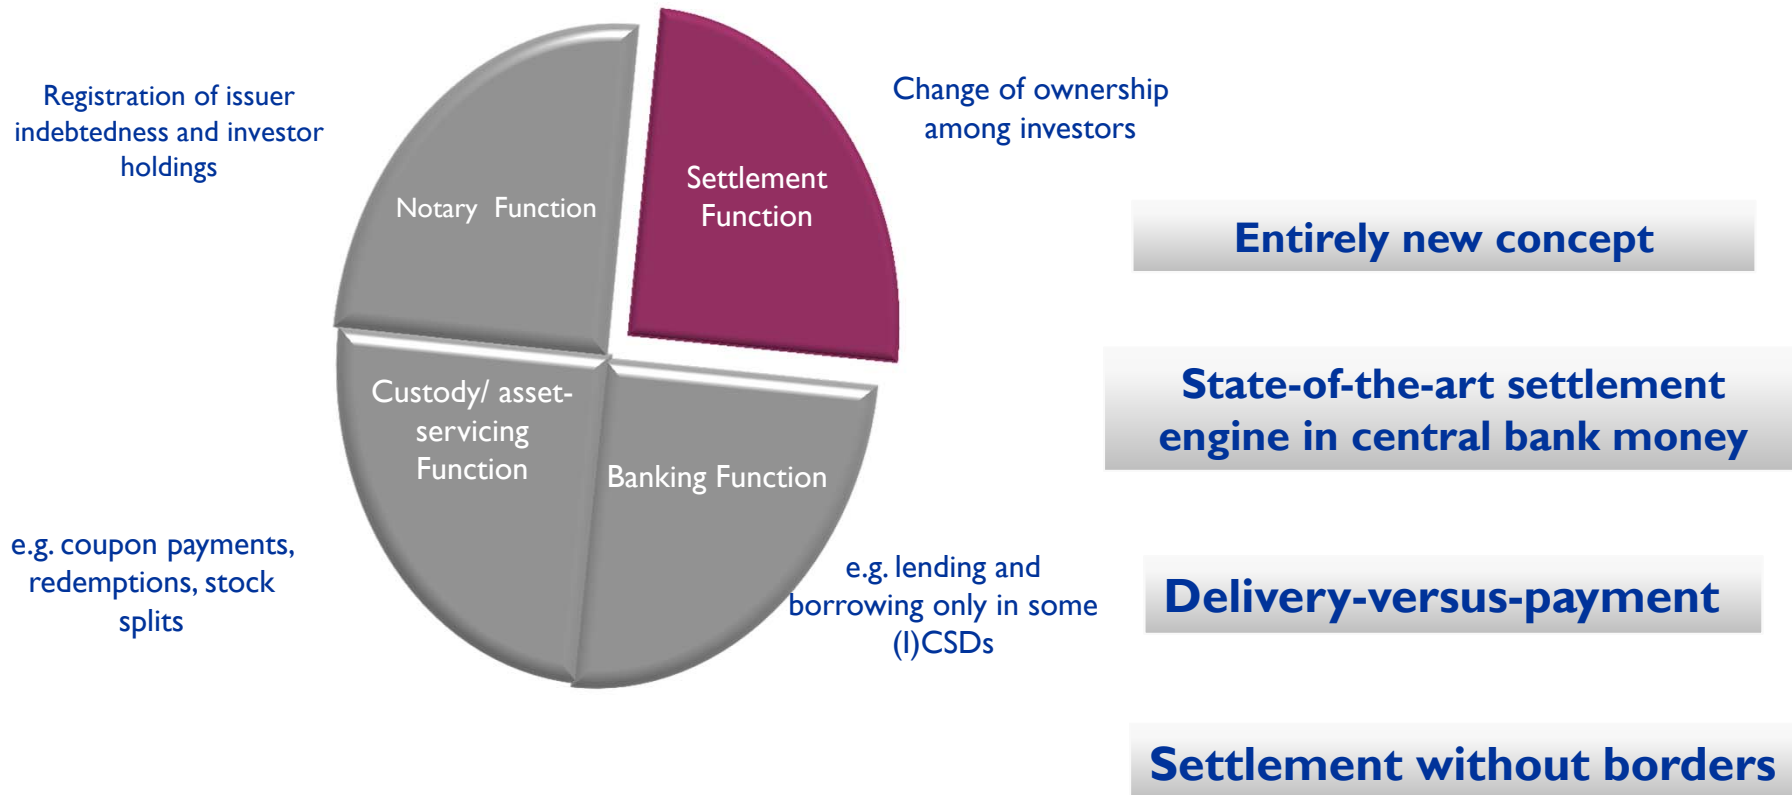 Registration of issuer
indebtedness and investor
holdings
Notary Function
Settlement
Function
Change of ownership
among investors
Custody/ asset-
servicing
Function
Banking Function
e.g. coupon payments,
redemptions, stock
splits
e.g. lending and
borrowing only in some
(I)CSDs
Entirely new concept
State-of-the-art settlement
engine in central bank money
Delivery-versus-payment
Settlement without borders